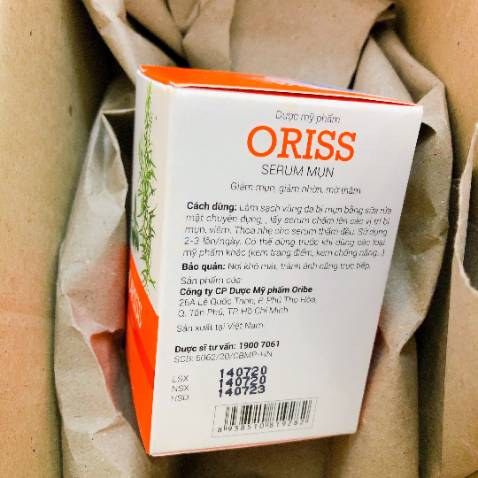 Dược mỹ phẩm
ORISS
SERUM MỤN
Giảm mụn, giảm nhờn, mờ thâm
Cách dùng: Làm sạch vùng da bị mụn bằng sữa rửa
mặt chuyên dụng, , lấy serum chấm lên các vị trí bị
mụn, viêm. Thoa nhẹ cho serum thấm đều. Sử dụng
2-3 lần/ngày. Có thể dùng trước khi dùng các loại
mỹ phẩm khác (kem trang điểm, kem chống nắng...)
Bảo quản: Nơi khô mát, tránh ánh nắng trực tiếp.
Sản phẩm của:
Công ty CP Dược Mỹ phẩm Oribe
26A Lê Quốc Trinh, P. Phú Thọ Hòa,
Q. Tân Phú, TP. Hồ Chí Minh
Sản xuất tại Việt Nam
Dược sĩ tư vấn: 1900 7061
SCB: 5062/20/CBMP-HN
LSX 140720
NSX 140720
HSD 140723
8 938510 819282
RISS